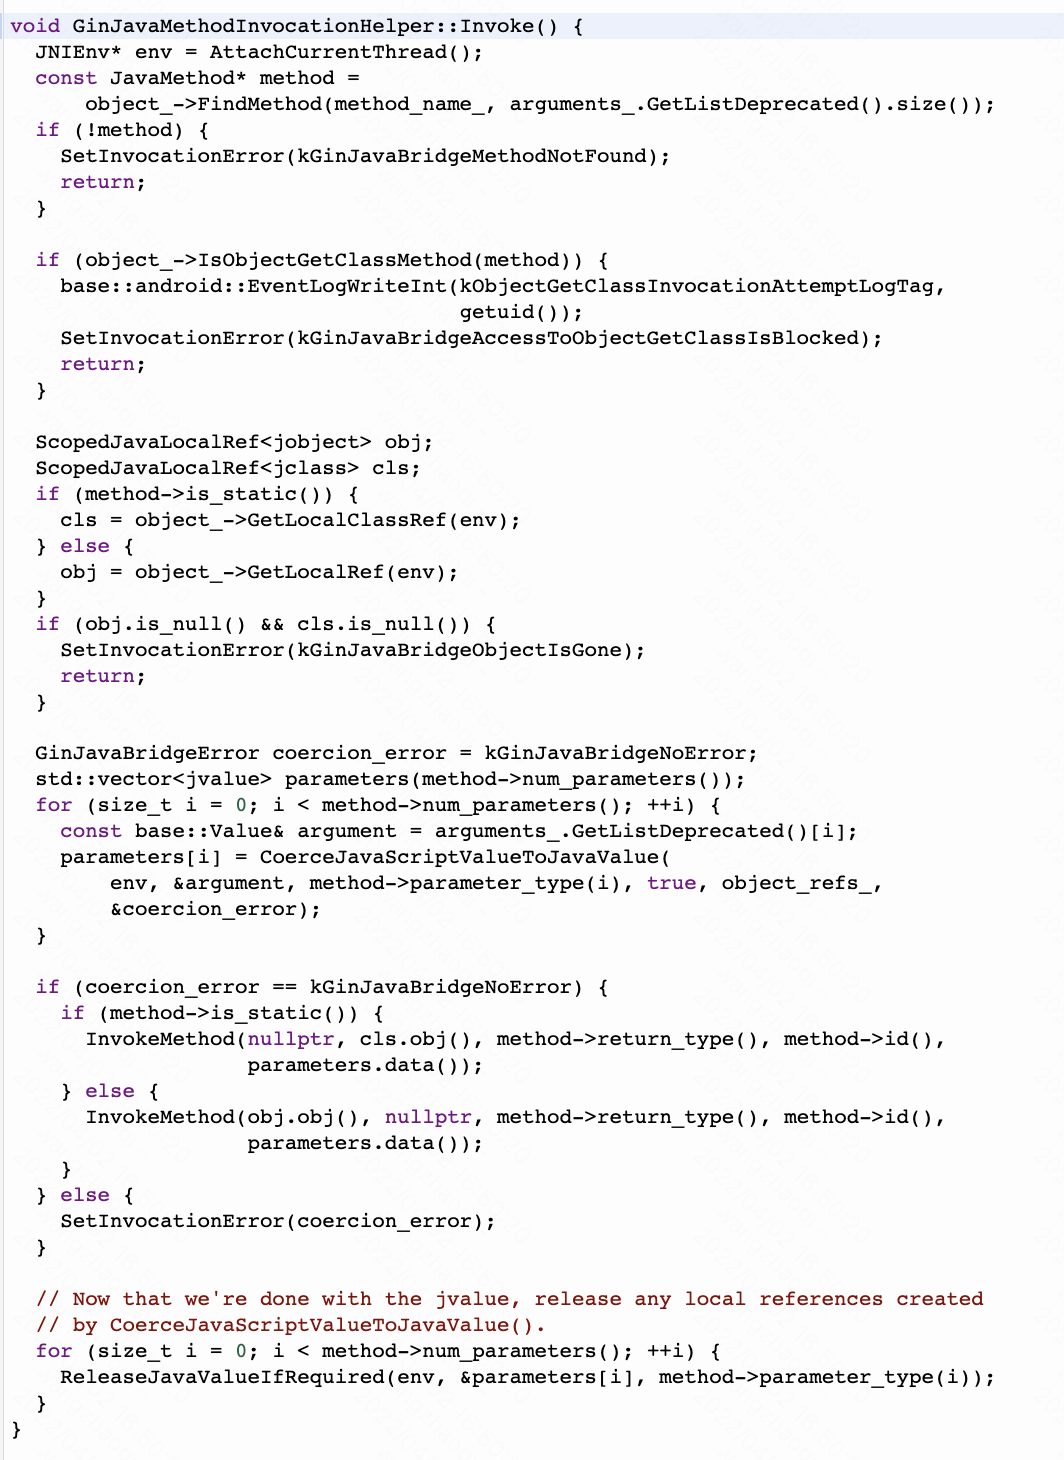 void GinJavaMethodInvocationHelper::Invoke() {
  JNIEnv* env = AttachCurrentThread();
  const JavaMethod* method =
      object_->FindMethod(method_name_, arguments_.GetListDeprecated().size());
  if (!method) {
    SetInvocationError(kGinJavaBridgeMethodNotFound);
    return;
  }

  if (object_->IsObjectGetClassMethod(method)) {
    base::android::EventLogWriteInt(kObjectGetClassInvocationAttemptLogTag,
                                    getuid());
    SetInvocationError(kGinJavaBridgeAccessToObjectGetClassIsBlocked);
    return;
  }

  ScopedJavaLocalRef<jobject> obj;
  ScopedJavaLocalRef<jclass> cls;
  if (method->is_static()) {
    cls = object_->GetLocalClassRef(env);
  } else {
    obj = object_->GetLocalRef(env);
  }
  if (obj.is_null() && cls.is_null()) {
    SetInvocationError(kGinJavaBridgeObjectIsGone);
    return;
  }

  GinJavaBridgeError coercion_error = kGinJavaBridgeNoError;
  std::vector<jvalue> parameters(method->num_parameters());
  for (size_t i = 0; i < method->num_parameters(); ++i) {
    const base::Value& argument = arguments_.GetListDeprecated()[i];
    parameters[i] = CoerceJavaScriptValueToJavaValue(
        env, &argument, method->parameter_type(i), true, object_refs_,
        &coercion_error);
  }

  if (coercion_error == kGinJavaBridgeNoError) {
    if (method->is_static()) {
      InvokeMethod(nullptr, cls.obj(), method->return_type(), method->id(),
                   parameters.data());
    } else {
      InvokeMethod(obj.obj(), nullptr, method->return_type(), method->id(),
                   parameters.data());
    }
  } else {
    SetInvocationError(coercion_error);
  }

  // Now that we're done with the jvalue, release any local references created
  // by CoerceJavaScriptValueToJavaValue().
  for (size_t i = 0; i < method->num_parameters(); ++i) {
    ReleaseJavaValueIfRequired(env, &parameters[i], method->parameter_type(i));
  }
}